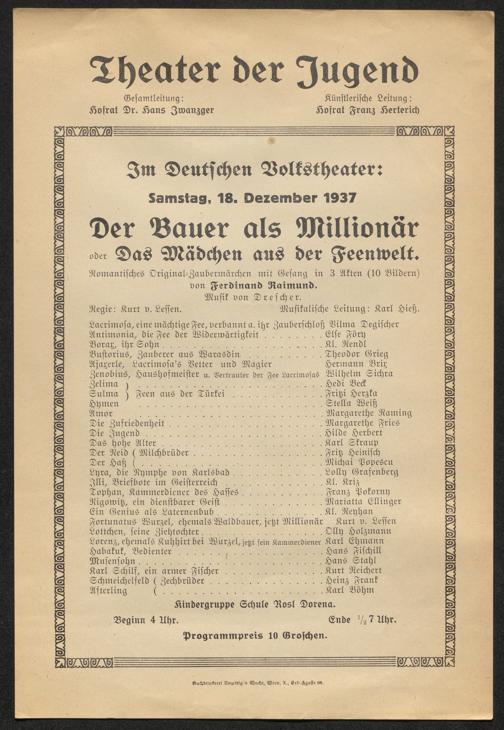 Theater der Jugend
Gesamtleitung: Künstlerische Leitung:
Hofrat Dr. Hans Zwanzger Hofrat Franz Herterich
Im Deutschen Volkstheater:
Samstag, 18. Dezember 1937
Der Bauer als Millionär
oder Das Mädchen aus der Feenwelt.
Romantisches Original-Zaubermärchen mit Gesang in 3 Akten (10 Bildern)
von Ferdinand Raimund.
Musik von Drescher.
Regie: Kurt v. Lessen. Musikalische Leitung: Karl Hieß.
Lacrimosa, eine mächtige Fee, verbannt a. ihr Zauberschloß Vilma Degischer
Antimonia, die Fee der Widerwärtigkeit Else Föry
Borax, ihr Sohn Kl. Rendl
Bustorius, Zauberer aus Warasdin Theodor Grieg
Ajaxerle, Lacrimosa's Vetter und Magier Hermann Brix
Zenobius, Haushofmeister u. Vertrauter der Fee Lacrimosas Wilhelm Sichra
Zelima Hedi Beck
Sulma } Feen aus der Türkei Fritzi Herzka
Hymen Stella Weiß
Amor Margarethe Raming
Die Zufriedenheit Margarethe Fries
Die Jugend Hilde Herbert
Das hohe Alter Karl Skraup
Der Neid ( Milchbrüder Fritz Heinisch
Der Haß ( Michai Popescu
Lyra, die Nymphe von Karlsbad Lolly Grafenberg
Illi, Briefbote im Geisterreich Kl. Kriz
Tophan, Kammerdiener des Hasses Franz Pokorny
Nigowitz, ein dienstbarer Geist Mariatta Ellinger
Ein Genius als Laternenbub Kl. Reyhan
Fortunatus Wurzel, ehemals Waldbauer, jetzt Millionär Kurt v. Lessen
Lottchen, seine Ziehtochter Olly Holzmann
Lorenz, ehemals Kuhhirt bei Wurzel, jetzt sein Kammerdiener Karl Ehmann
Habakuk, Bedienter Hans Fischill
Musensohn Hans Stahl
Karl Schilf, ein armer Fischer Kurt Reichert
Schmeichelfeld ( Zechbrüder Heinz Frank
Afterling ( Karl Böhm
Kindergruppe Schule Rosl Dorena.
Beginn 4 Uhr. Ende ½7 Uhr.
Programmpreis 10 Groschen.